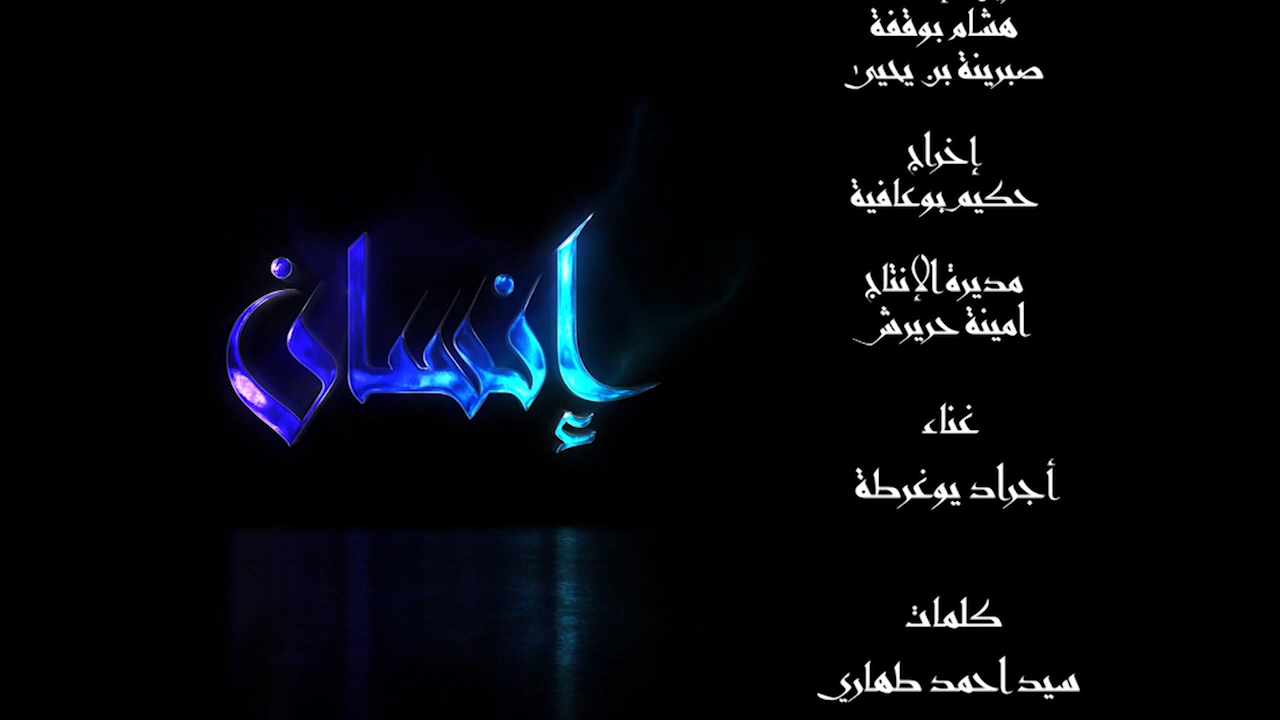 هشام بوقفة
صبرينة بن يحيى
إخراج
حكيم بوعافية
مديرة الإنتاج
امينة حريرش
غناء
أجراد يوغرطة
كلمات
سيد احمد طهاري
إنسان